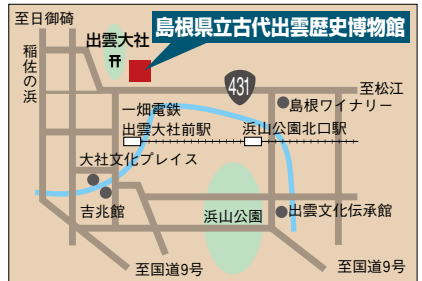 至日御碕
島根県立古代出雲歴史博物館
出雲大社
稲佐の浜
431
至松江
島根ワイナリー
一畑電鉄
出雲大社前駅
浜山公園北口駅
大社文化プレイス
吉兆館
浜山公園
出雲文化伝承館
至国道9号
至国道9号